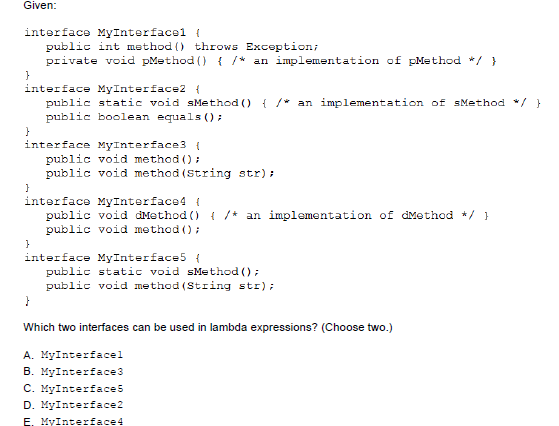 Given:
interface MyInterface1 {
public int method() throws Exception;
private void pMethod() { /* an implementation of pMethod */ }
}
interface MyInterface2 {
public static void sMethod() { /* an implementation of sMethod */ }
public boolean equals();
}
interface MyInterface3 {
public void method();
public void method(String str);
}
interface MyInterface4 {
public void dMethod() { /* an implementation of dMethod */ }
public void method();
}
interface MyInterface5 {
public static void sMethod();
public void method(String str);
}
Which two interfaces can be used in lambda expressions? (Choose two.)
A. MyInterface1
B. MyInterface3
C. MyInterface5
D. MyInterface2
E. MyInterface4